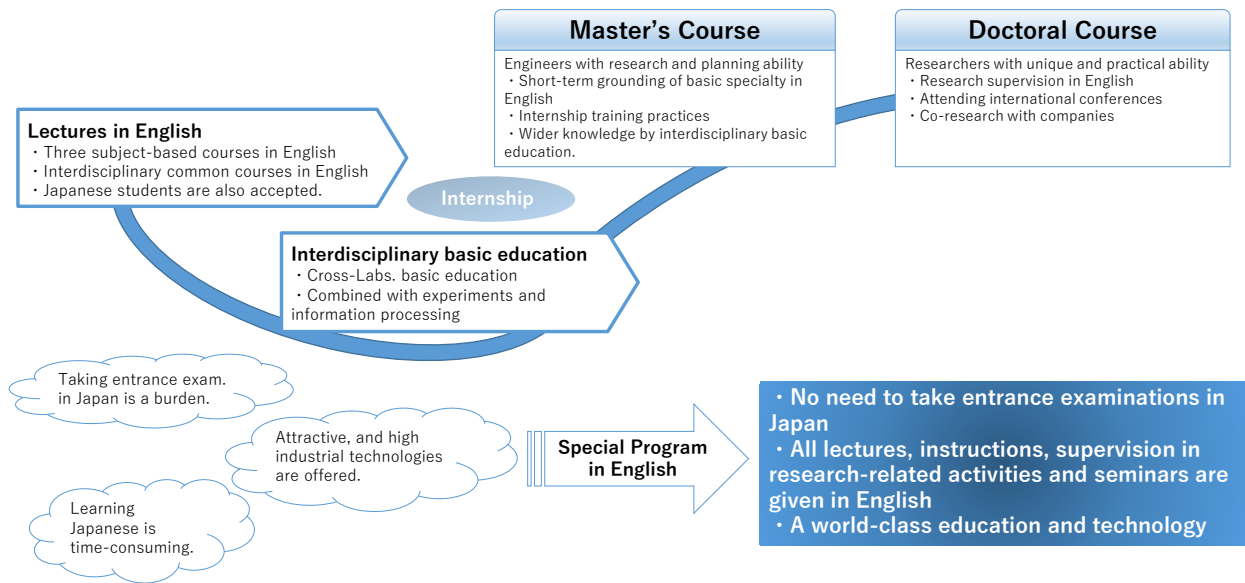 Master's Course
Engineers with research and planning ability
・Short-term grounding of basic specialty in
English
・Internship training practices
・Wider knowledge by interdisciplinary basic
education.
Doctoral Course
Researchers with unique and practical ability
・Research supervision in English
・Attending international conferences
・Co-research with companies
Lectures in English
・Three subject-based courses in English
・Interdisciplinary common courses in English
・Japanese students are also accepted.
Internship
Interdisciplinary basic education
・Cross-Labs. basic education
・Combined with experiments and
information processing
Taking entrance exam.
in Japan is a burden.
Attractive, and high
industrial technologies
are offered.
Learning
Japanese is
time-consuming.
Special Program
in English
・No need to take entrance examinations in
Japan
・All lectures, instructions, supervision in
research-related activities and seminars are
given in English
・A world-class education and technology